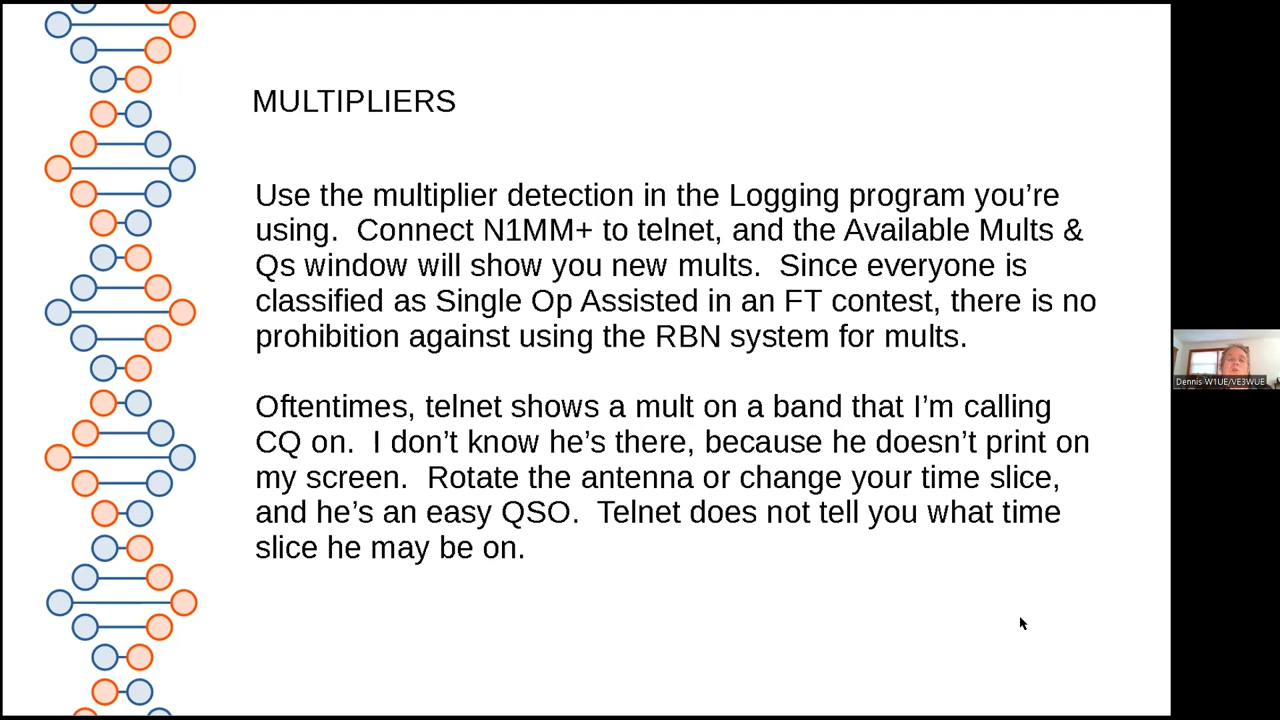 MULTIPLIERS
Use the multiplier detection in the Logging program you’re
using.  Connect N1MM+ to telnet, and the Available Mults &
Qs window will show you new mults.  Since everyone is
classified as Single Op Assisted in an FT contest, there is no
prohibition against using the RBN system for mults.
Oftentimes, telnet shows a mult on a band that I’m calling
CQ on.  I don’t know he’s there, because he doesn’t print on
my screen.  Rotate the antenna or change your time slice,
and he’s an easy QSO.  Telnet does not tell you what time
slice he may be on.
Dennis W1UE/VE3WUE